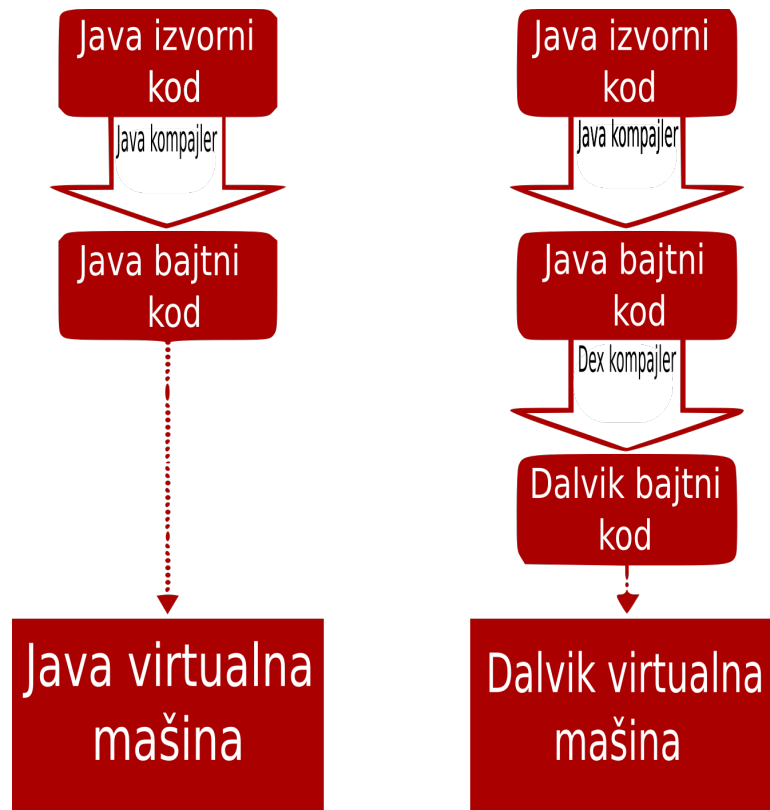 Java izvorni
kod
Java kompajler
Java bajtni
kod
Java virtualna
mašina
Java izvorni
kod
Java kompajler
Java bajtni
kod
Dex kompajler
Dalvik bajtni
kod
Dalvik virtualna
mašina